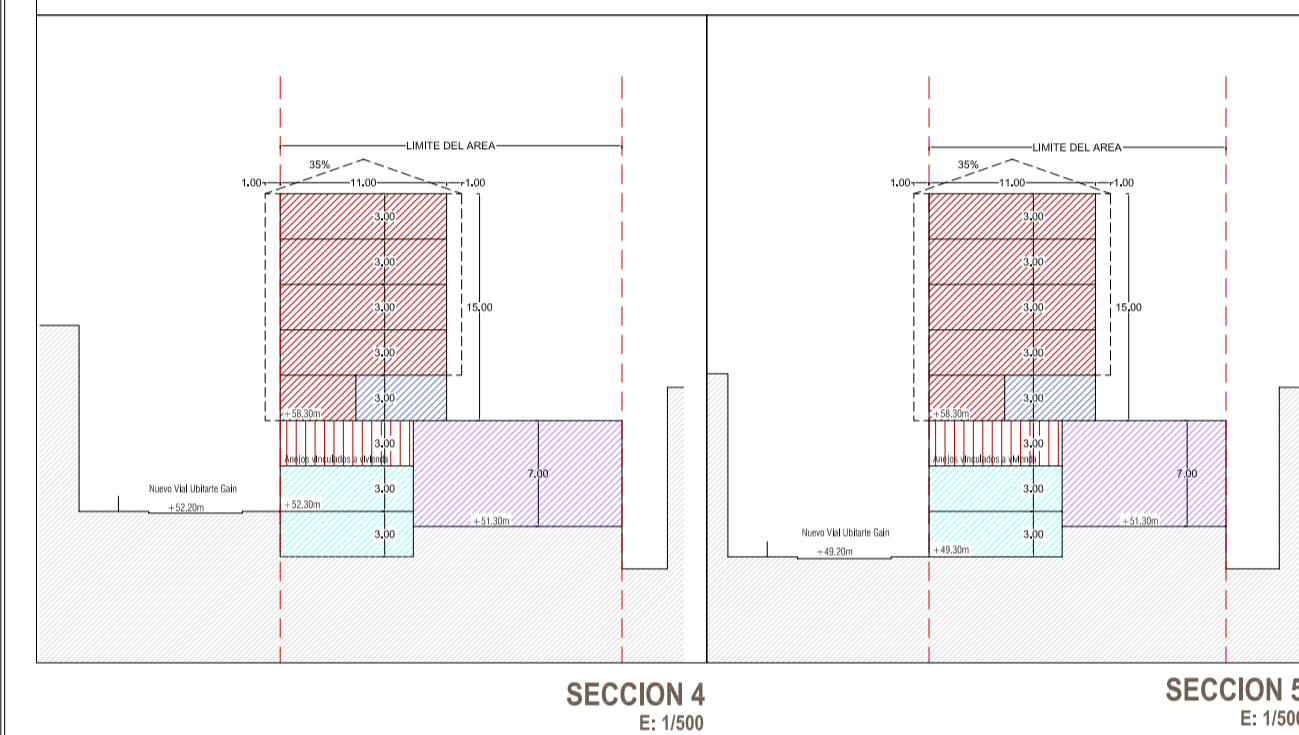 LIMITE DEL AREA
35%
1.00
11.00
1.00
3.00
3.00
3.00
3.00
3.00
15.00
+58.30m
3.00
Anejos vinculados a vivienda
7.00
3.00
Nuevo Vial Ubitarte Gain
+52.20m
+52.30m
+51.30m
3.00
SECCION 4
E: 1/500
LIMITE DEL AREA
35%
1.00
11.00
1.00
3.00
3.00
3.00
3.00
3.00
15.00
+58.30m
3.00
Anejos vinculados a vivienda
7.00
3.00
+51.30m
Nuevo Vial Ubitarte Gain
3.00
+49.20m
+49.30m
SECCION 5
E: 1/500